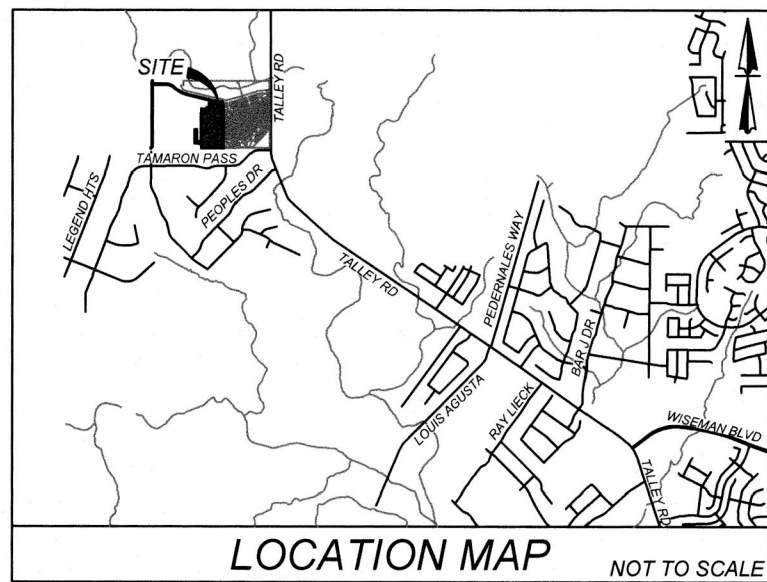 SITE
TALLEY RD
TAMARON PASS
LEGEND HTS
PEOPLES DR
TALLEY RD
PEDERNALES WAY
BAR J DR
LOUIS AGUSTA
RAY LIECK
WISEMAN BLVD
TALLEY RD
LOCATION MAP
NOT TO SCALE